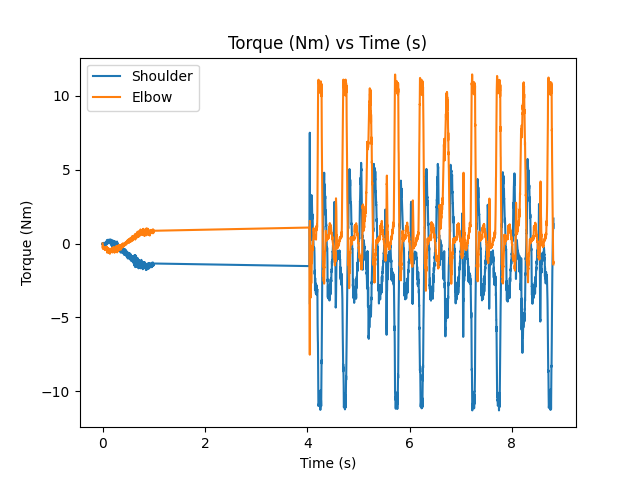 Torque (Nm) vs Time (s)
Shoulder
Elbow
Torque (Nm)
10
5
0
−5
−10
0 2 4 6 8
Time (s)